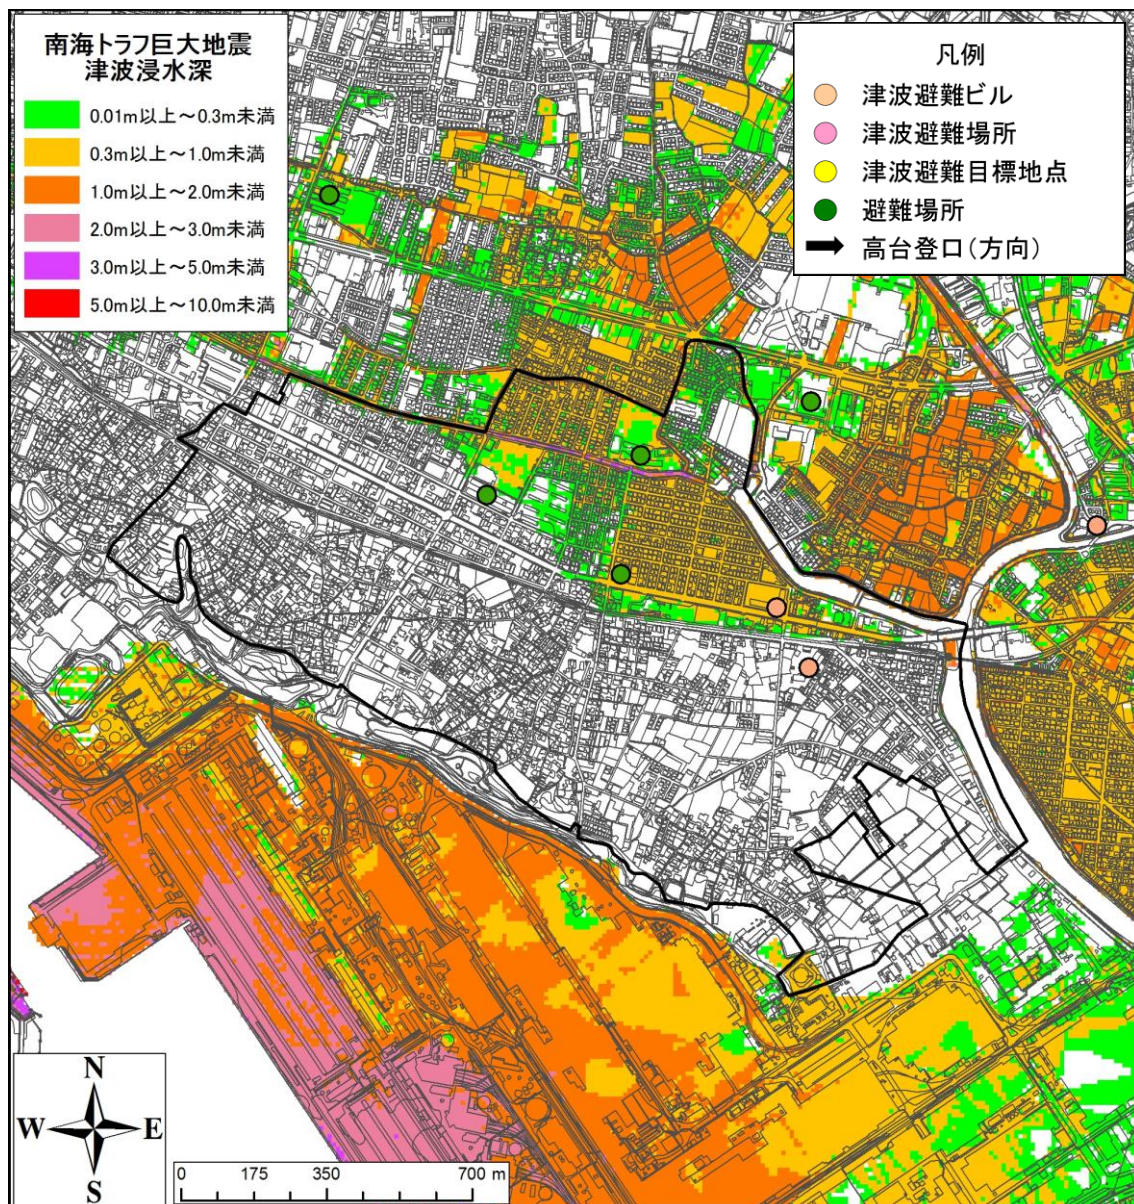 南海トラフ巨大地震
津波浸水深
0.01m以上～0.3m未満
0.3m以上～1.0m未満
1.0m以上～2.0m未満
2.0m以上～3.0m未満
3.0m以上～5.0m未満
5.0m以上～10.0m未満
凡例
津波避難ビル
津波避難場所
津波避難目標地点
避難場所
高台登口(方向)
N
W E
S
0 175 350 700 m